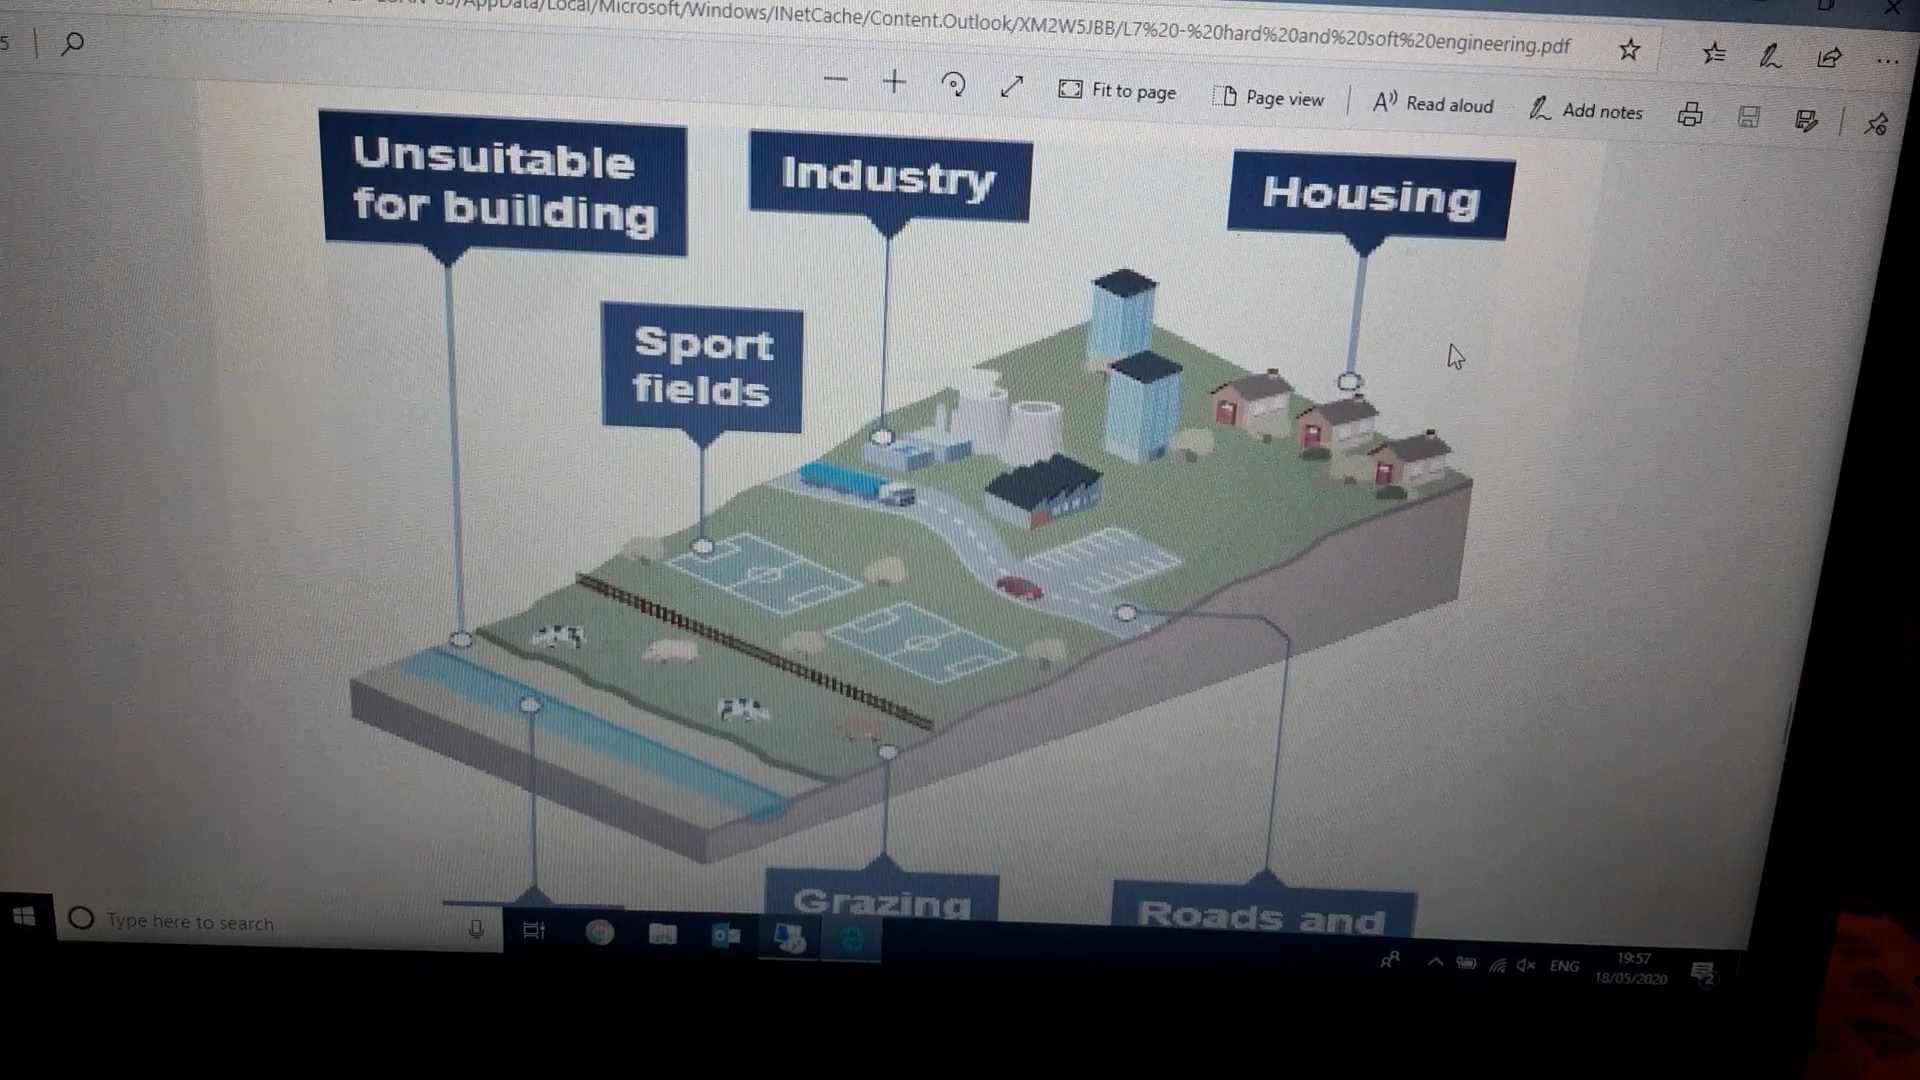 AppData/Local/Microsoft/Windows/INetCache/Content.Outlook/XM2W5JBB/L7%20-%20hard%20and%20soft%20engineering.pdf
5
Fit to page
Page view
Read aloud
Add notes
Unsuitable
for building
Industry
Housing
Sport
fields
Grazing
Roads and
Type here to search
ENG
19:57
18/05/2020
2